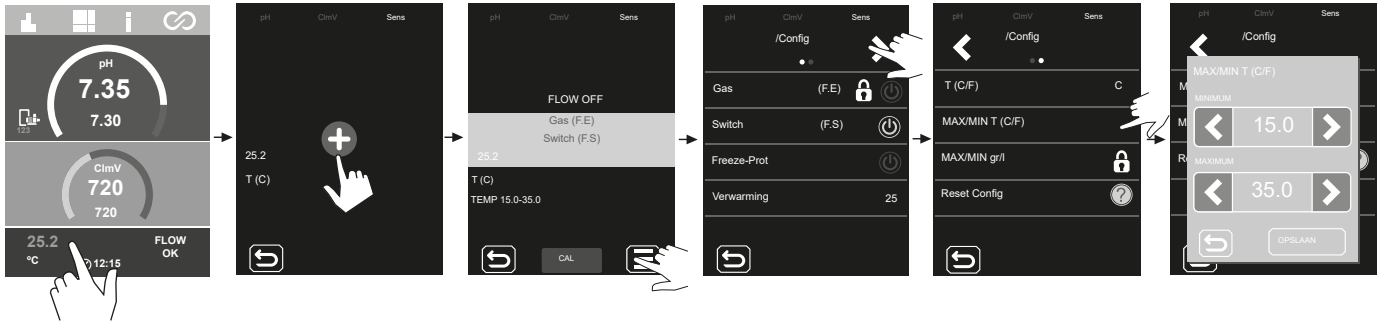 pH
7.35
7.30
123
ClmV
720
720
25.2
ºC
12:15
FLOW
OK
pH ClmV Sens
25.2
T (C)
pH ClmV Sens
FLOW OFF
Gas (F.E)
Switch (F.S)
25.2
T (C)
TEMP 15.0-35.0
CAL
pH ClmV Sens
/Config
Gas (F.E)
Switch (F.S)
Freeze-Prot
Verwarming 25
pH ClmV Sens
/Config
T (C/F) C
MAX/MIN T (C/F)
MAX/MIN gr/l
Reset Config ?
pH ClmV Sens
/Config
MAX/MIN T (C/F)
MINIMUM
15.0
MAXIMUM
35.0
OPSLAAN